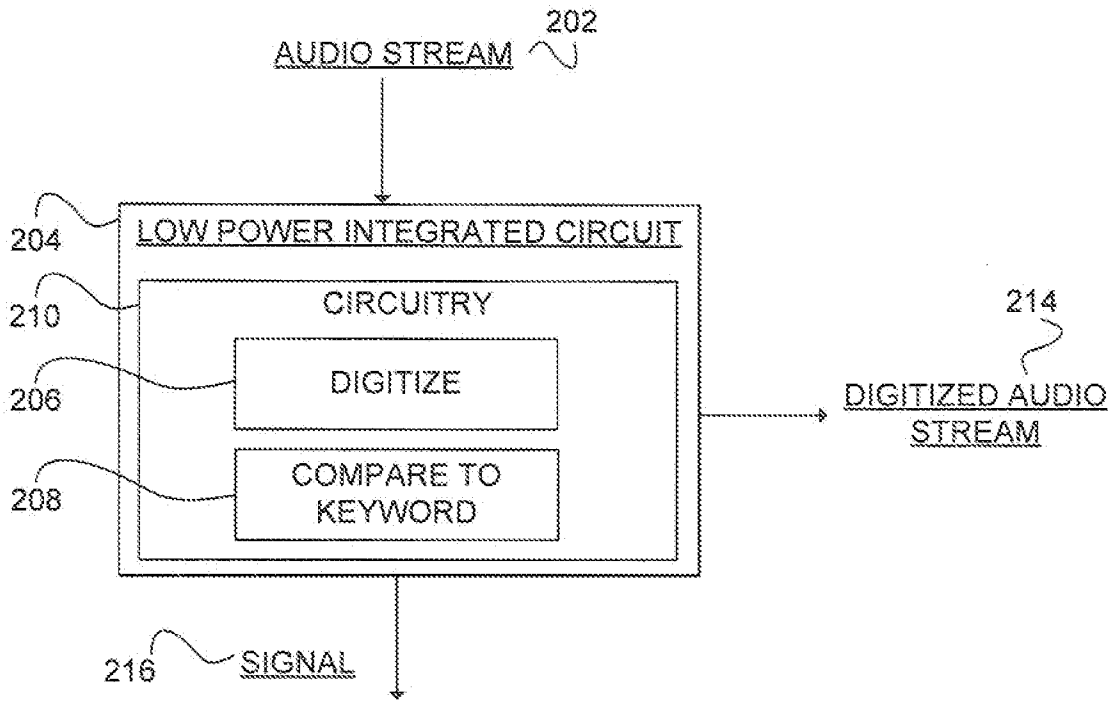 202
AUDIO STREAM
204
LOW POWER INTEGRATED CIRCUIT
210
CIRCUITRY
214
206
DIGITIZE
DIGITIZED AUDIO
STREAM
208
COMPARE TO
KEYWORD
216
SIGNAL